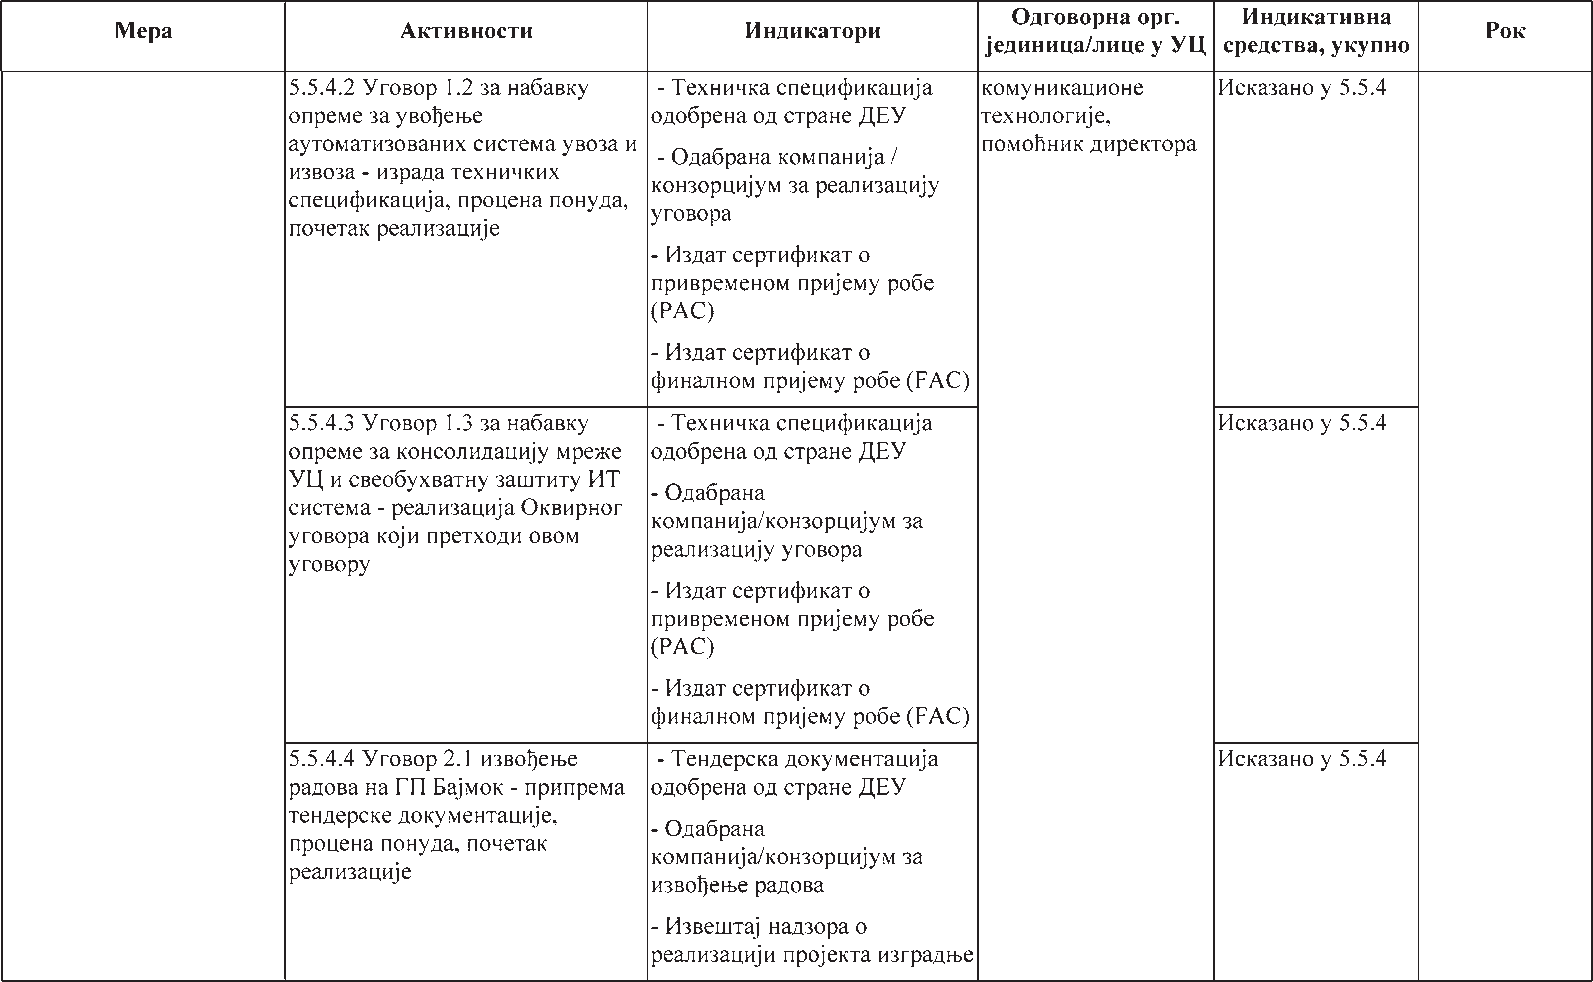 Мера
Активности
Индикатори
Одговорна орг.
јединица/лице у УЦ
Индикативна
средства, укупно
Рок
5.5.4.2 Уговор 1.2 за набавку
опреме за увођење
аутоматизованих система увоза и
извоза - израда техничких
спецификација, процена понуда,
почетак реализације
- Техничка спецификација
одобрена од стране ДЕУ
- Одабрана компанија /
конзорцијум за реализацију
уговора
- Издат сертификат о
привременом пријему робе
(PAC)
- Издат сертификат о
финалном пријему робе (FAC)
комуникационе
технологије,
помоћник директора
Исказано у 5.5.4
5.5.4.3 Уговор 1.3 за набавку
опреме за консолидацију мреже
УЦ и свеобухватну заштиту ИТ
система - реализација Оквирног
уговора који претходи овом
уговору
- Техничка спецификација
одобрена од стране ДЕУ
- Одабрана
компанија/конзорцијум за
реализацију уговора
- Издат сертификат о
привременом пријему робе
(PAC)
- Издат сертификат о
финалном пријему робе (FAC)
Исказано у 5.5.4
5.5.4.4 Уговор 2.1 извођење
радова на ГП Бајмок - припрема
тендерске документације,
процена понуда, почетак
реализације
- Тендерска документација
одобрена од стране ДЕУ
- Одабрана
компанија/конзорцијум за
извођење радова
- Извештај надзора о
реализацији пројекта изградње
Исказано у 5.5.4